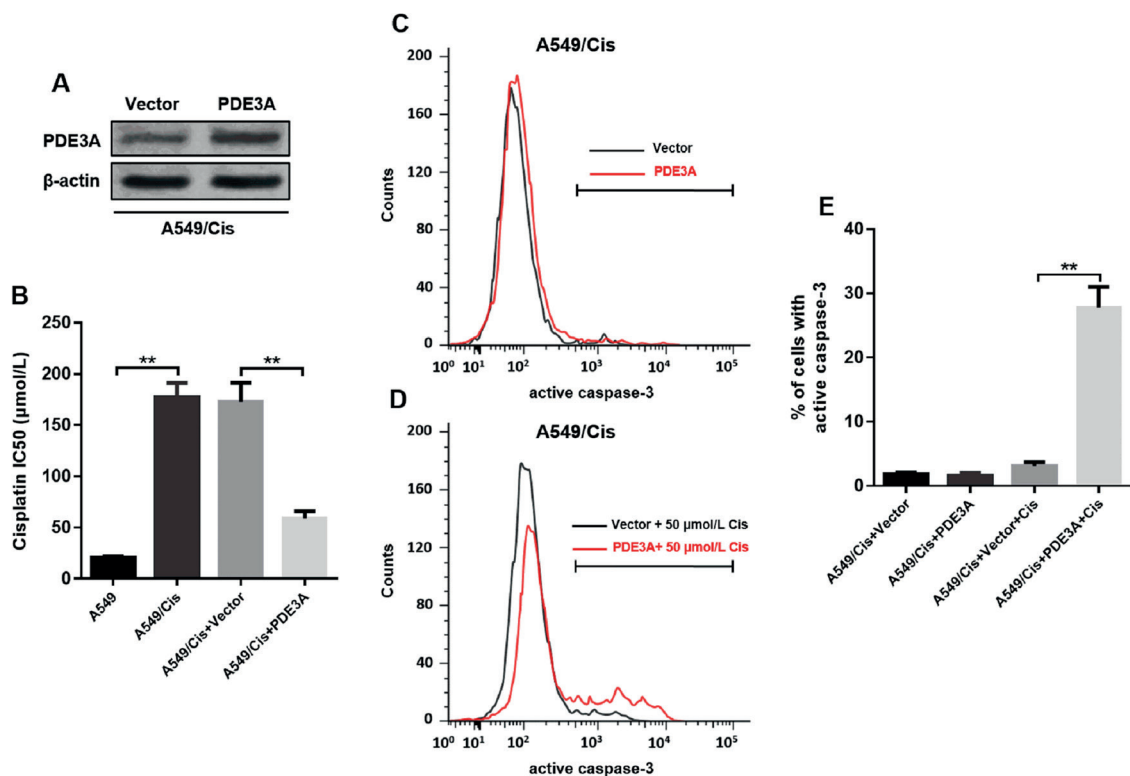 A
Vector PDE3A
PDE3A
β-actin
A549/Cis
B
Cisplatin IC50 (μmol/L)
250
200
150
100
50
0
**
**
A549
A549/Cis
A549/Cis+Vector
A549/Cis+PDE3A
C
A549/Cis
Counts
200
160
120
80
40
0
Vector
PDE3A
10⁰ 0 10¹ 10² 10³ 10⁴ 10⁵
active caspase-3
D
A549/Cis
Counts
200
160
120
80
40
0
Vector + 50 μmol/L Cis
PDE3A+ 50 μmol/L Cis
10⁰ 0 10¹ 10² 10³ 10⁴ 10⁵
active caspase-3
E
% of cells with
active caspase-3
40
30
20
10
0
**
A549/Cis+Vector
A549/Cis+PDE3A
A549/Cis+Vector+Cis
A549/Cis+PDE3A+Cis